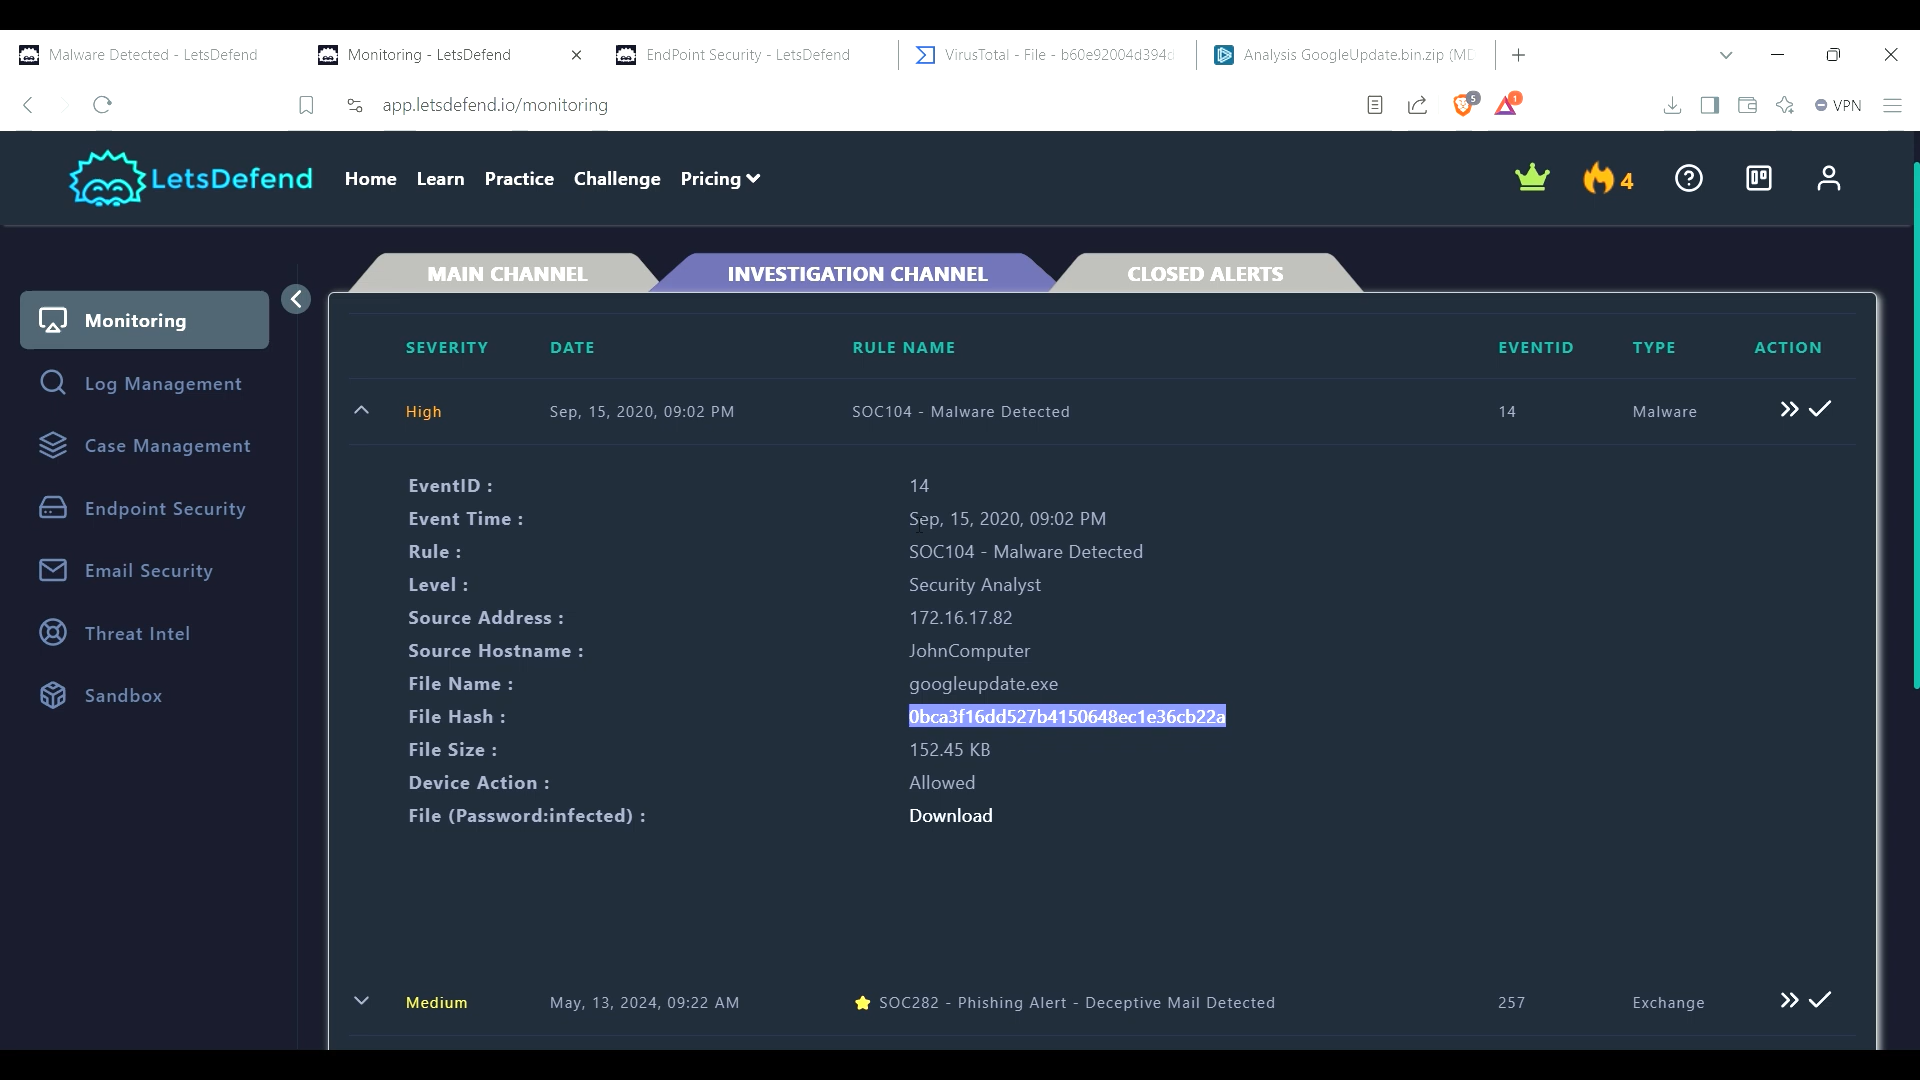 Malware Detected - LetsDefend
Monitoring - LetsDefend
EndPoint Security - LetsDefend
VirusTotal - File - b60e92004d394d
Analysis GoogleUpdate.bin.zip (MD
app.letsdefend.io/monitoring
5
1
VPN
LetsDefend
Home
Learn
Practice
Challenge
Pricing
4
MAIN CHANNEL
INVESTIGATION CHANNEL
CLOSED ALERTS
Monitoring
Log Management
Case Management
Endpoint Security
Email Security
Threat Intel
Sandbox
SEVERITY DATE RULE NAME EVENTID TYPE ACTION
High Sep, 15, 2020, 09:02 PM SOC104 - Malware Detected 14 Malware
EventID : 14
Event Time : Sep, 15, 2020, 09:02 PM
Rule : SOC104 - Malware Detected
Level : Security Analyst
Source Address : 172.16.17.82
Source Hostname : JohnComputer
File Name : googleupdate.exe
File Hash : 0bca3f16dd527b4150648ec1e36cb22a
File Size : 152.45 KB
Device Action : Allowed
File (Password:infected) : Download
Medium May, 13, 2024, 09:22 AM SOC282 - Phishing Alert - Deceptive Mail Detected 257 Exchange